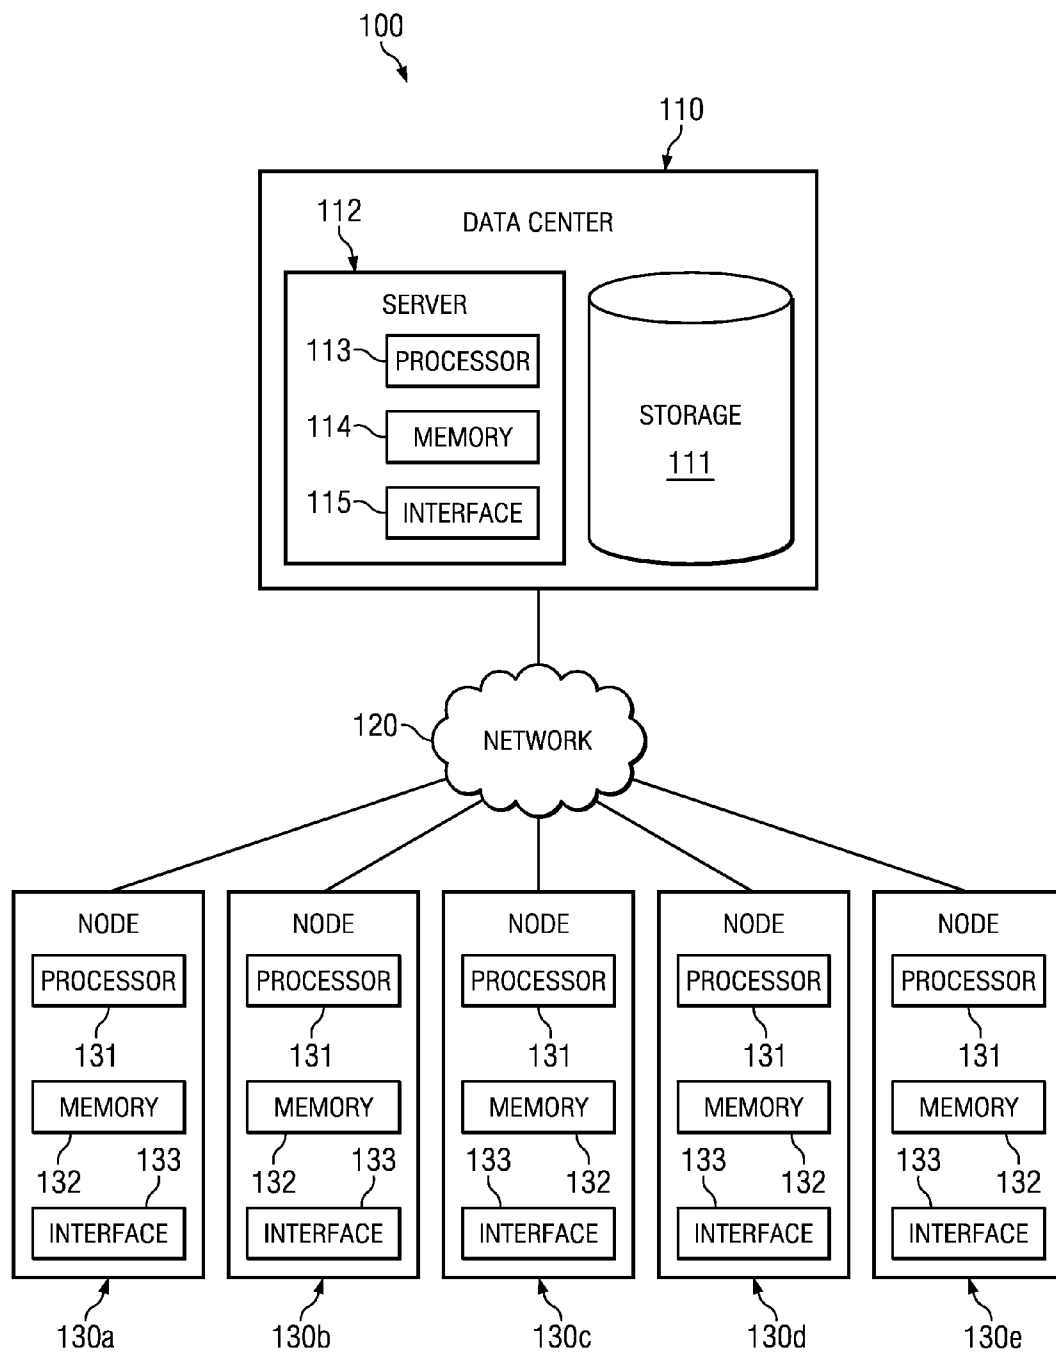 100
110
DATA CENTER
112
SERVER
113
PROCESSOR
114
MEMORY
115
INTERFACE
STORAGE
111
120
NETWORK
NODE NODE NODE NODE NODE
PROCESSOR PROCESSOR PROCESSOR PROCESSOR PROCESSOR
131 131 131 131 131
MEMORY MEMORY MEMORY MEMORY MEMORY
132 133 132 133 133 132 133 132 133 132
INTERFACE INTERFACE INTERFACE INTERFACE INTERFACE
130a 130b 130c 130d 130e